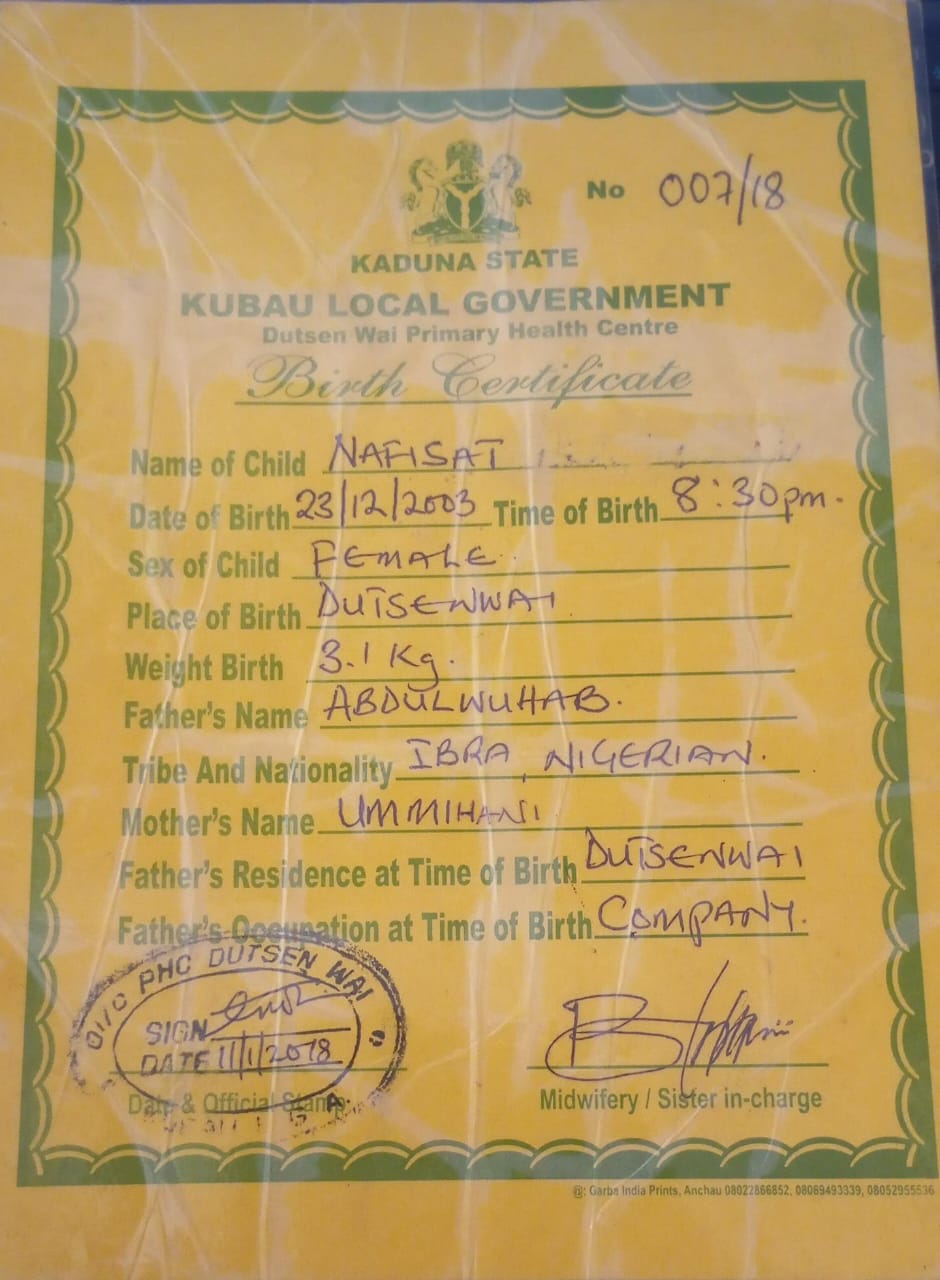 No 007/18
KADUNA STATE
KUBAU LOCAL GOVERNMENT
Dutsen Wai Primary Health Centre
Birth Certificate
Name of Child NAFISAT
Date of Birth 23/12/2003 Time of Birth 8:30pm.
Sex of Child FEMALE.
Place of Birth DUTSENWAI
Weight Birth 3.1 Kg.
Father's Name ABDULWUHAB.
Tribe And Nationality IBRA, NIGERIAN.
Mother's Name UMMIHANI
Father's Residence at Time of Birth DUTSENWAI
Father's Occupation at Time of Birth COMPANY.
O/I/C PHC DUTSEN WAI
SIGN
DATE 11/1/2018
Date & Official Stamp
Midwifery / Sister in-charge
@: Garba India Prints, Anchau 08022866852, 08069493339, 08052955536